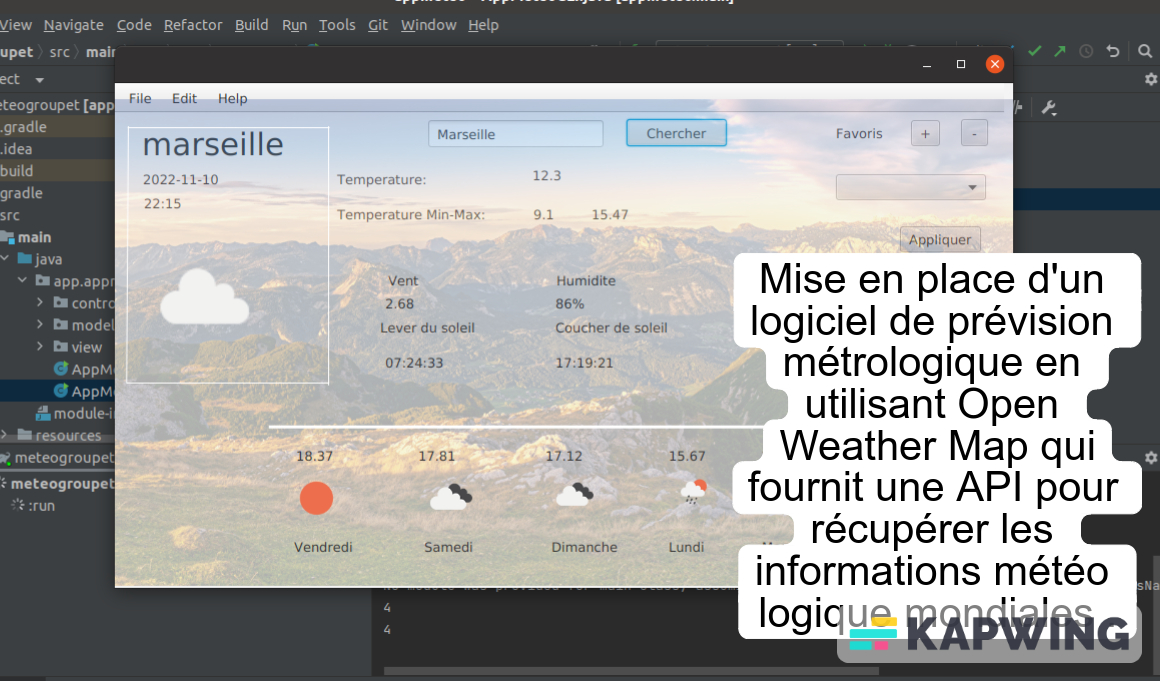 View Navigate Code Refactor Build Run Tools Git Window Help
upet src main
ect
eteogroupet [app
.gradle
.idea
build
gradle
src
main
java
app.appr
contro
model
view
AppMe
AppMe
module-i
resources
meteogroupet
meteogroupet
:run
File Edit Help
marseille
2022-11-10
22:15
Marseille
Chercher
Favoris + -
Temperature: 12.3
Temperature Min-Max: 9.1 15.47
Appliquer
Vent Humidite
2.68 86%
Lever du soleil Coucher de soleil
07:24:33 17:19:21
18.37 17.81 17.12 15.67
Vendredi Samedi Dimanche Lundi
4
4
Mise en place d'un
logiciel de prévision
métrologique en
utilisant Open
Weather Map qui
fournit une API pour
récupérer les
informations météo
logique mondiales.
KAPWING